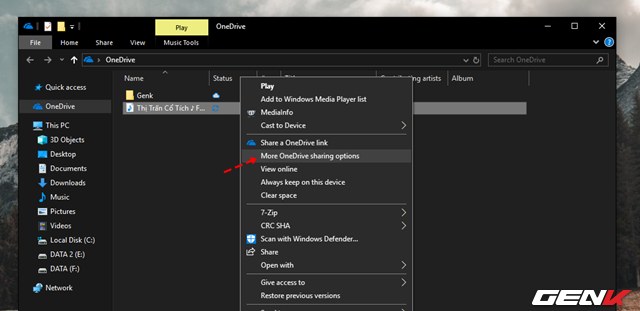 Play
OneDrive
File
Home
Share
View
Music Tools
OneDrive
Search OneDrive
Name
Status
Contributing artists
Album
Quick access
OneDrive
This PC
3D Objects
Desktop
Documents
Downloads
Music
Pictures
Videos
Local Disk (C:)
DATA 2 (E:)
DATA (F:)
Network
Genk
Thị Trấn Cổ Tích ♪ F...
Play
Add to Windows Media Player list
MediaInfo
Cast to Device
Share a OneDrive link
More OneDrive sharing options
View online
Always keep on this device
Clear space
7-Zip
CRC SHA
Scan with Windows Defender...
Share
Open with
Give access to
Restore previous versions
GENK